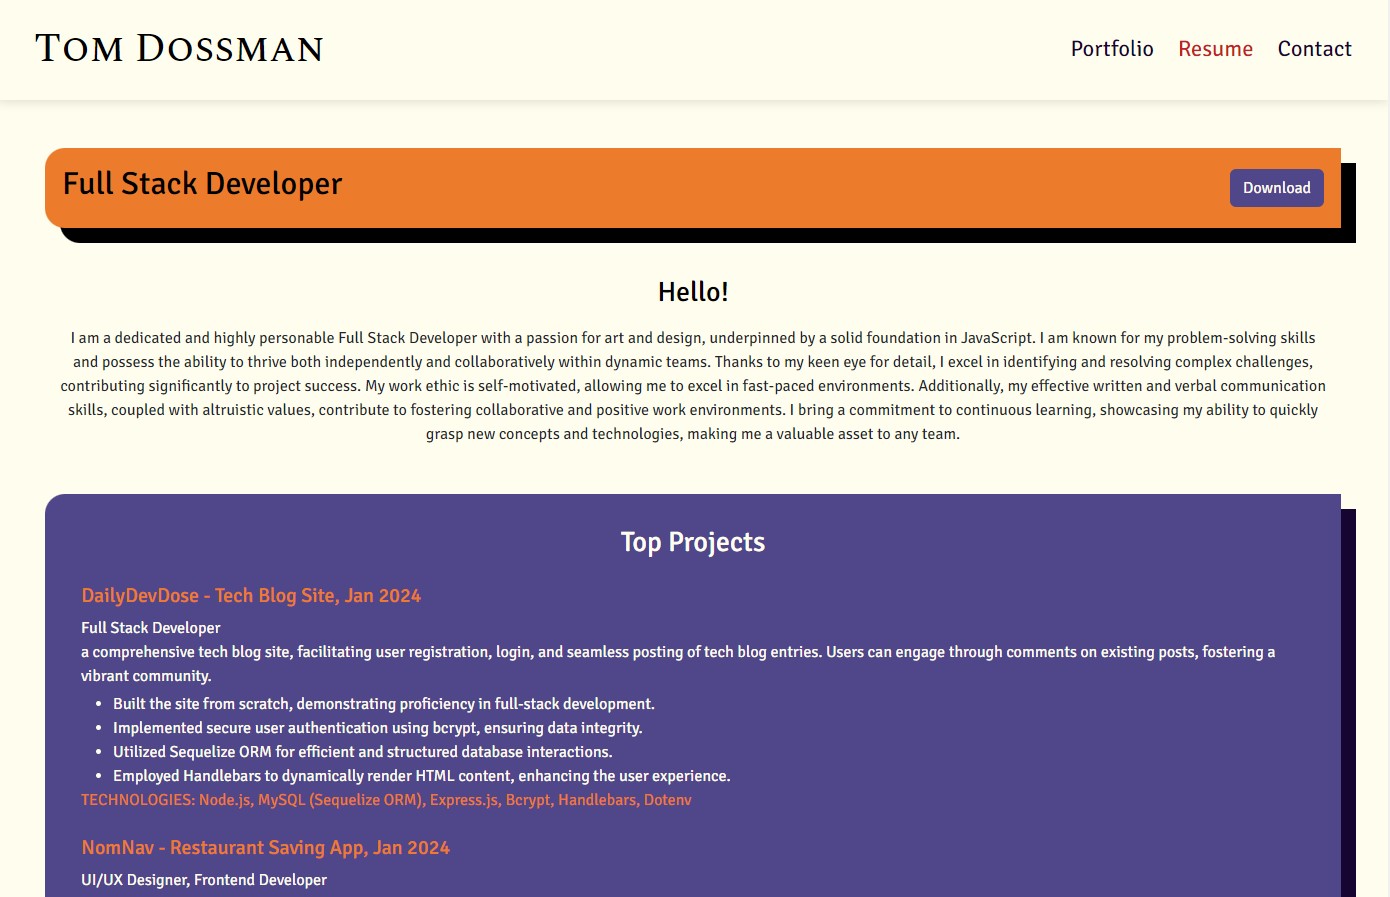 TOM DOSSMAN
Portfolio Resume Contact
Full Stack Developer
Download
Hello!
I am a dedicated and highly personable Full Stack Developer with a passion for art and design, underpinned by a solid foundation in JavaScript. I am known for my problem-solving skills
and possess the ability to thrive both independently and collaboratively within dynamic teams. Thanks to my keen eye for detail, I excel in identifying and resolving complex challenges,
contributing significantly to project success. My work ethic is self-motivated, allowing me to excel in fast-paced environments. Additionally, my effective written and verbal communication
skills, coupled with altruistic values, contribute to fostering collaborative and positive work environments. I bring a commitment to continuous learning, showcasing my ability to quickly
grasp new concepts and technologies, making me a valuable asset to any team.
Top Projects
DailyDevDose - Tech Blog Site, Jan 2024
Full Stack Developer
a comprehensive tech blog site, facilitating user registration, login, and seamless posting of tech blog entries. Users can engage through comments on existing posts, fostering a
vibrant community.
• Built the site from scratch, demonstrating proficiency in full-stack development.
• Implemented secure user authentication using bcrypt, ensuring data integrity.
• Utilized Sequelize ORM for efficient and structured database interactions.
• Employed Handlebars to dynamically render HTML content, enhancing the user experience.
TECHNOLOGIES: Node.js, MySQL (Sequelize ORM), Express.js, Bcrypt, Handlebars, Dotenv
NomNav - Restaurant Saving App, Jan 2024
UI/UX Designer, Frontend Developer